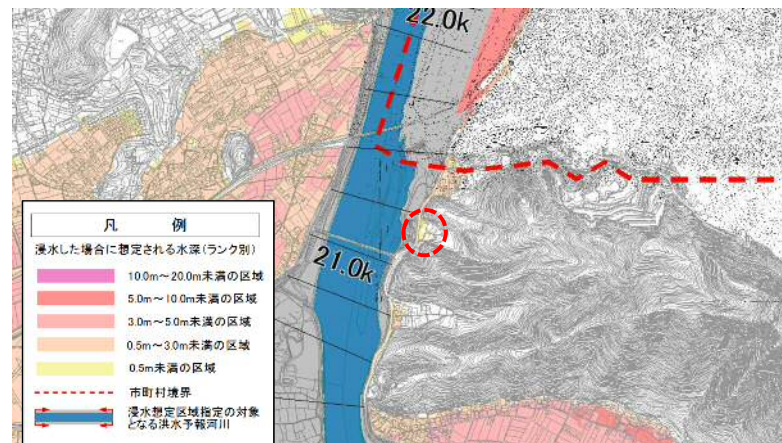 22.0k
21.0k
凡 例
浸水した場合に想定される水深(ランク別)
10.0m～20.0m未満の区域
5.0m～10.0m未満の区域
3.0m～5.0m未満の区域
0.5m～3.0m未満の区域
0.5m未満の区域
市町村境界
浸水想定区域指定の対象
となる洪水予報河川